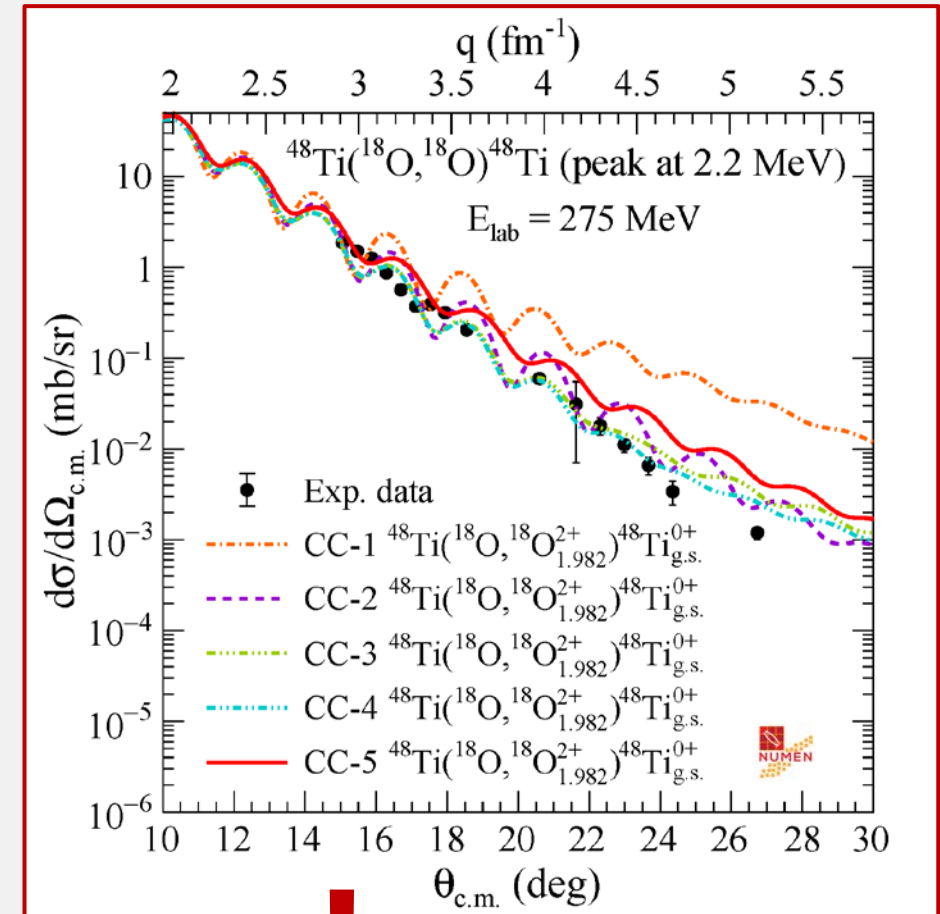 q (fm⁻¹)
2 2.5 3 3.5 4 4.5 5 5.5
⁴⁸Ti(¹⁸O,¹⁸O)⁴⁸Ti (peak at 2.2 MeV)
E_lab = 275 MeV
dσ/dΩ_c.m. (mb/sr)
10
1
10⁻¹
10⁻²
10⁻³
10⁻⁴
10⁻⁵
10⁻⁶
Exp. data
CC-1 ⁴⁸Ti(¹⁸O,¹⁸O²⁺_1.982)⁴⁸Ti⁰⁺_g.s.
CC-2 ⁴⁸Ti(¹⁸O,¹⁸O²⁺_1.982)⁴⁸Ti⁰⁺_g.s.
CC-3 ⁴⁸Ti(¹⁸O,¹⁸O²⁺_1.982)⁴⁸Ti⁰⁺_g.s.
CC-4 ⁴⁸Ti(¹⁸O,¹⁸O²⁺_1.982)⁴⁸Ti⁰⁺_g.s.
CC-5 ⁴⁸Ti(¹⁸O,¹⁸O²⁺_1.982)⁴⁸Ti⁰⁺_g.s.
NUMEN
10 12 14 16 18 20 22 24 26 28 30
θ_c.m. (deg)